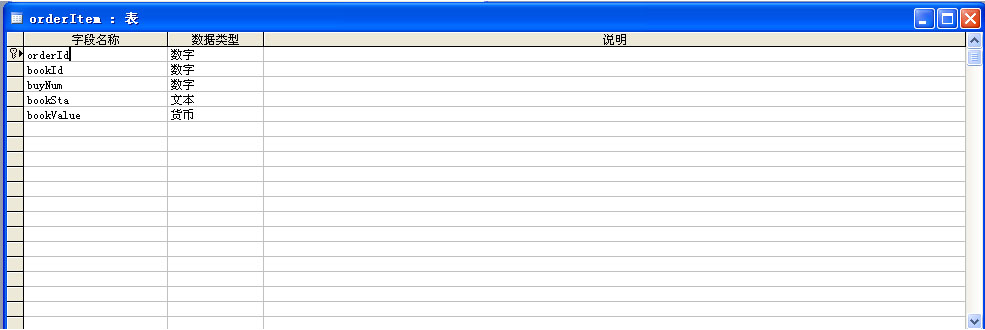 orderItem : 表
字段名称 数据类型 说明
orderId 数字
bookId 数字
buyNum 数字
bookSta 文本
bookValue 货币